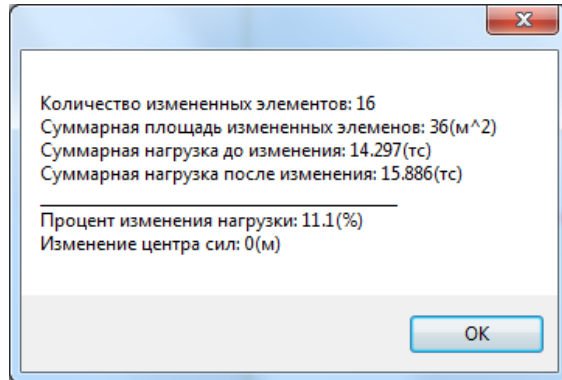 Количество измененных элементов: 16
Суммарная площадь измененных элеменов: 36(м^2)
Суммарная нагрузка до изменения: 14.297(тс)
Суммарная нагрузка после изменения: 15.886(тс)
Процент изменения нагрузки: 11.1(%)
Изменение центра сил: 0(м)
OK